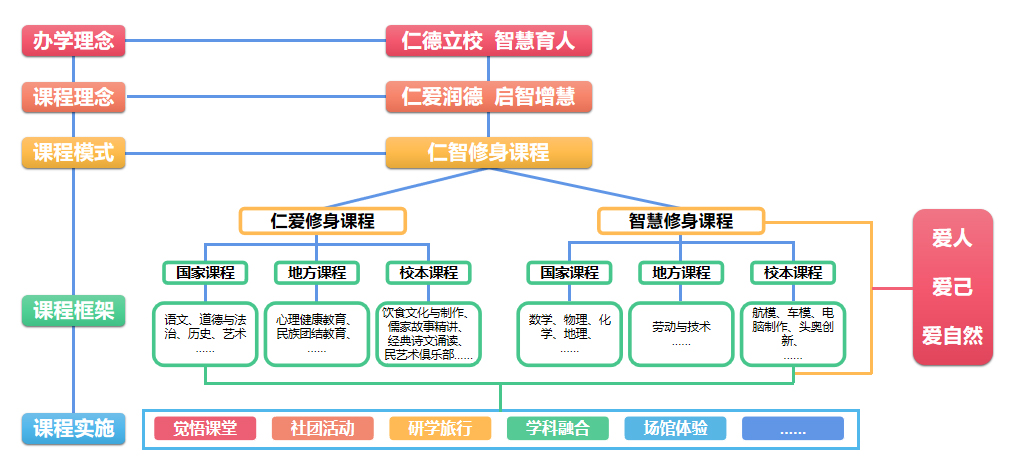 办学理念
仁德立校 智慧育人
课程理念
仁爱润德 启智增慧
课程模式
仁智修身课程
仁爱修身课程
智慧修身课程
国家课程
地方课程
校本课程
国家课程
地方课程
校本课程
课程框架
语文、道德与法
治、历史、艺术
......
心理健康教育、
民族团结教育、
......
饮食文化与制作、
儒家故事精讲、
经典诗文诵读、
民艺术俱乐部......
数学、物理、化
学、地理、
......
劳动与技术
......
航模、车模、电
脑制作、头奥创
新、
......
爱人
爱己
爱自然
课程实施
觉悟课堂
社团活动
研学旅行
学科融合
场馆体验
......